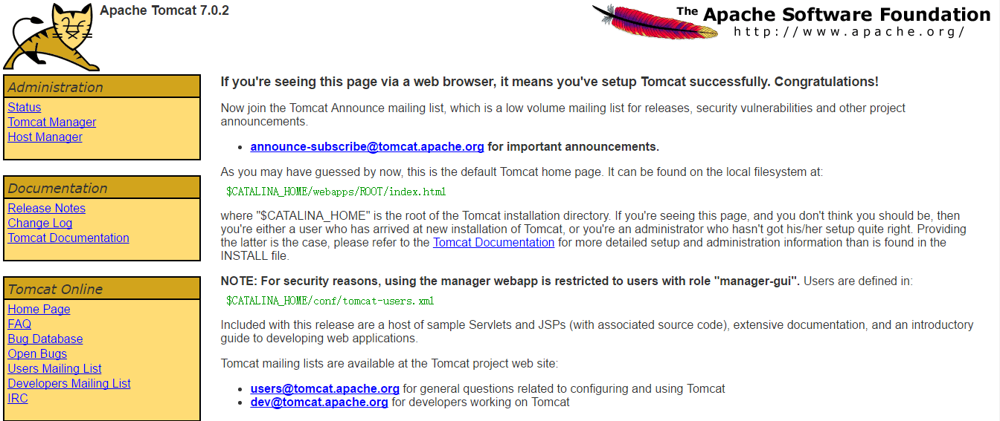 Apache Tomcat 7.0.2
The Apache Software Foundation
http://www.apache.org/
Administration
Status
Tomcat Manager
Host Manager
Documentation
Release Notes
Change Log
Tomcat Documentation
Tomcat Online
Home Page
FAQ
Bug Database
Open Bugs
Users Mailing List
Developers Mailing List
IRC
If you're seeing this page via a web browser, it means you've setup Tomcat successfully. Congratulations!
Now join the Tomcat Announce mailing list, which is a low volume mailing list for releases, security vulnerabilities and other project
announcements.
• announce-subscribe@tomcat.apache.org for important announcements.
As you may have guessed by now, this is the default Tomcat home page. It can be found on the local filesystem at:
$CATALINA_HOME/webapps/ROOT/index.html
where "$CATALINA_HOME" is the root of the Tomcat installation directory. If you're seeing this page, and you don't think you should be, then
you're either a user who has arrived at new installation of Tomcat, or you're an administrator who hasn't got his/her setup quite right. Providing
the latter is the case, please refer to the Tomcat Documentation for more detailed setup and administration information than is found in the
INSTALL file.
NOTE: For security reasons, using the manager webapp is restricted to users with role "manager-gui". Users are defined in:
$CATALINA_HOME/conf/tomcat-users.xml
Included with this release are a host of sample Servlets and JSPs (with associated source code), extensive documentation, and an introductory
guide to developing web applications.
Tomcat mailing lists are available at the Tomcat project web site:
• users@tomcat.apache.org for general questions related to configuring and using Tomcat
• dev@tomcat.apache.org for developers working on Tomcat